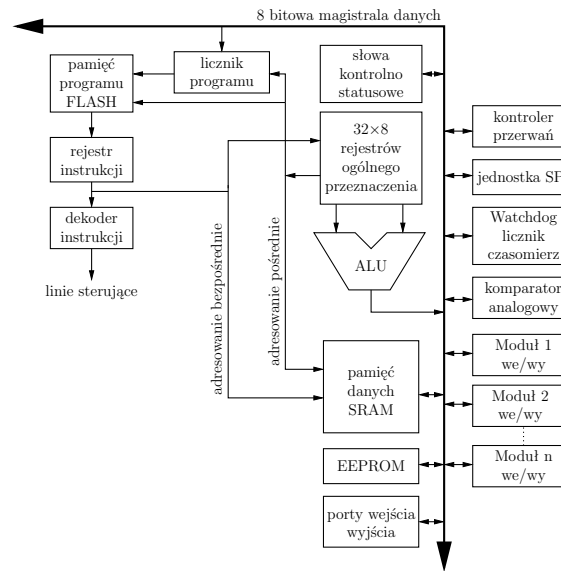 8 bitowa magistrala danych
pamięć
programu
FLASH
licznik
programu
słowa
kontrolno
statusowe
rejestr
instrukcji
dekoder
instrukcji
linie sterujące
32×8
rejestrów
ogólnego
przeznaczenia
ALU
adresowanie bezpośrednie
adresowanie pośrednie
pamięć
danych
SRAM
EEPROM
porty wejścia
wyjścia
kontroler
przerwań
jednostka SP
Watchdog
licznik
czasomierz
komparator
analogowy
Moduł 1
we/wy
Moduł 2
we/wy
Moduł n
we/wy